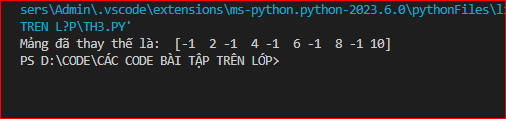 sers\Admin\.vscode\extensions\ms-python.python-2023.6.0\pythonFiles\li
TREN L?P\TH3.PY'
Mảng đã thay thế là:  [-1  2 -1  4 -1  6 -1  8 -1 10]
PS D:\CODE\CÁC CODE BÀI TẬP TRÊN LỚP>